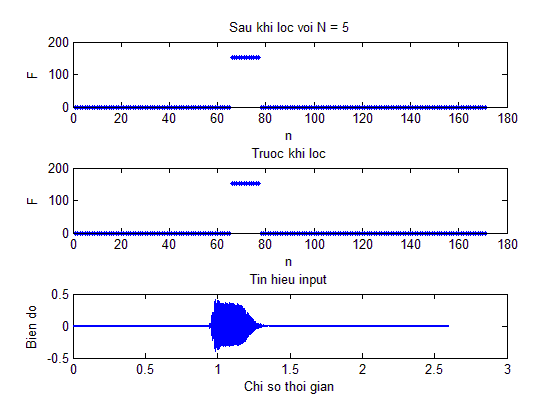 Sau khi loc voi N = 5
200
100
0
F
0 20 40 60 80 100 120 140 160 180
n
Truoc khi loc
200
100
0
F
0 20 40 60 80 100 120 140 160 180
n
Tin hieu input
0.5
0
-0.5
Bien do
0 0.5 1 1.5 2 2.5 3
Chi so thoi gian